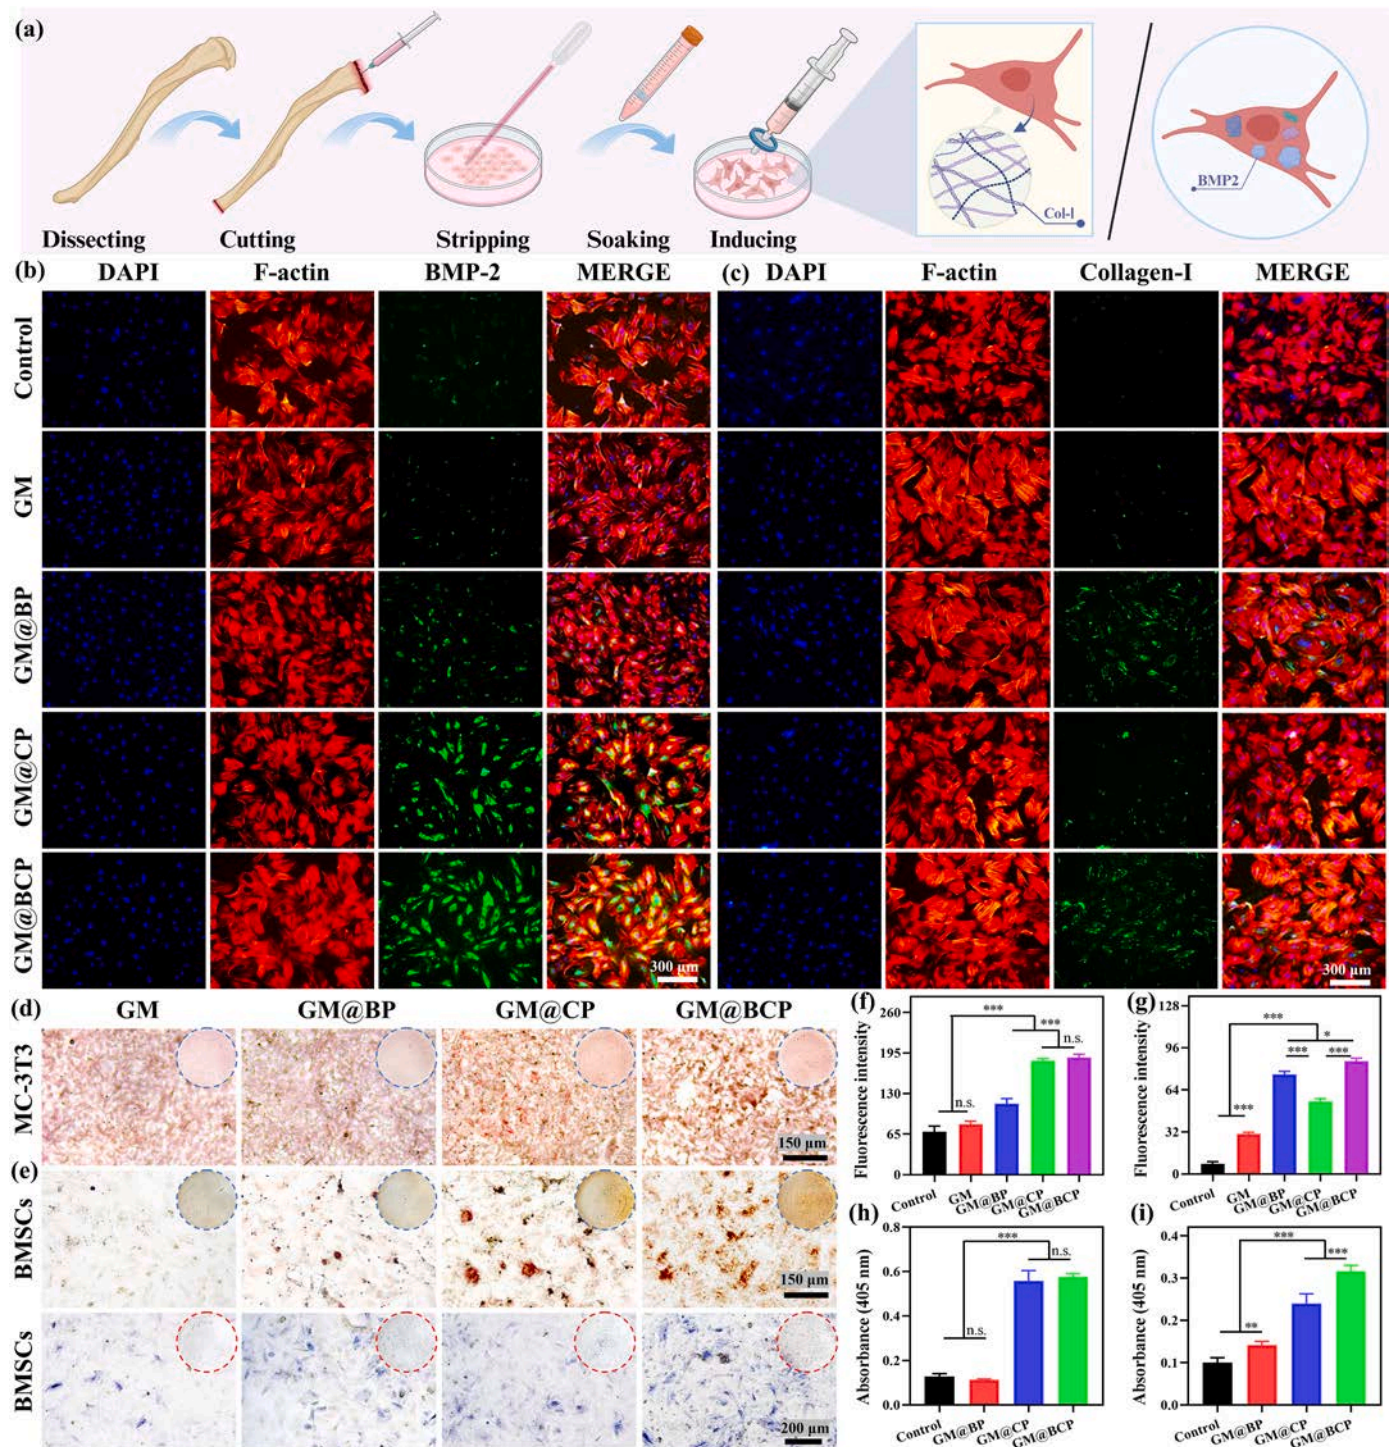 (a)
Col-l
BMP2
Dissecting Cutting Stripping Soaking Inducing
(b) DAPI F-actin BMP-2 MERGE (c) DAPI F-actin Collagen-I MERGE
Control
GM
GM@BP
GM@CP
GM@BCP
300 μm
300 μm
(d) GM GM@BP GM@CP GM@BCP
MC-3T3
150 μm
(e)
BMSCs
150 μm
BMSCs
200 μm
(f)
Fluorescence intensity
260
195
130
65
0
***
***
n.s.
n.s.
Control GM GM@BP GM@CP GM@BCP
(g)
Fluorescence intensity
128
96
64
32
0
***
*
***
***
***
Control GM GM@BP GM@CP GM@BCP
(h)
Absorbance (405 nm)
0.8
0.6
0.4
0.2
0.0
***
n.s.
n.s.
Control GM@BP GM@CP GM@BCP
(i)
Absorbance (405 nm)
0.4
0.3
0.2
0.1
0.0
***
***
**
Control GM@BP GM@CP GM@BCP